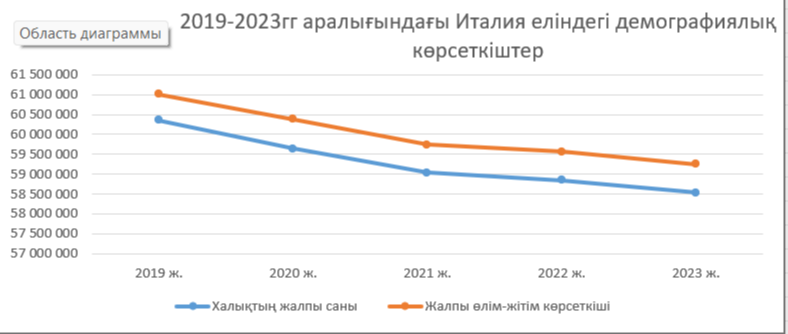 Область диаграммы
2019-2023гг аралығындағы Италия еліндегі демографиялық
көрсеткіштер
61 500 000
61 000 000
60 500 000
60 000 000
59 500 000
59 000 000
58 500 000
58 000 000
57 500 000
57 000 000
2019 ж. 2020 ж. 2021 ж. 2022 ж. 2023 ж.
Халықтың жалпы саны Жалпы өлім-жітім көрсеткіші